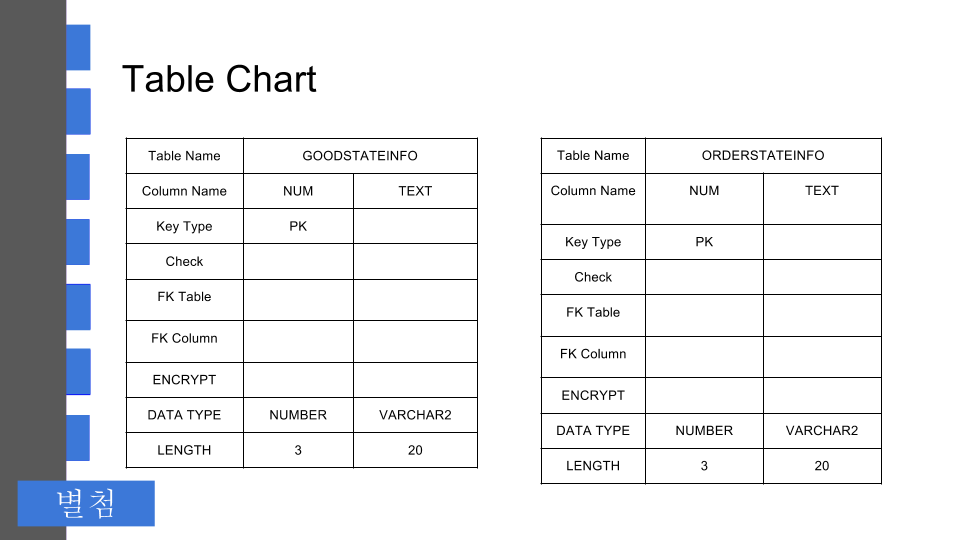 Table Chart
Table Name GOODSTATEINFO
Column Name NUM TEXT
Key Type PK
Check
FK Table
FK Column
ENCRYPT
DATA TYPE NUMBER VARCHAR2
LENGTH 3 20
Table Name ORDERSTATEINFO
Column Name NUM TEXT
Key Type PK
Check
FK Table
FK Column
ENCRYPT
DATA TYPE NUMBER VARCHAR2
LENGTH 3 20
별첨